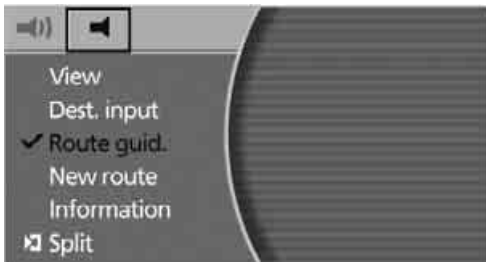 View
Dest. input
Route guid.
New route
Information
Split